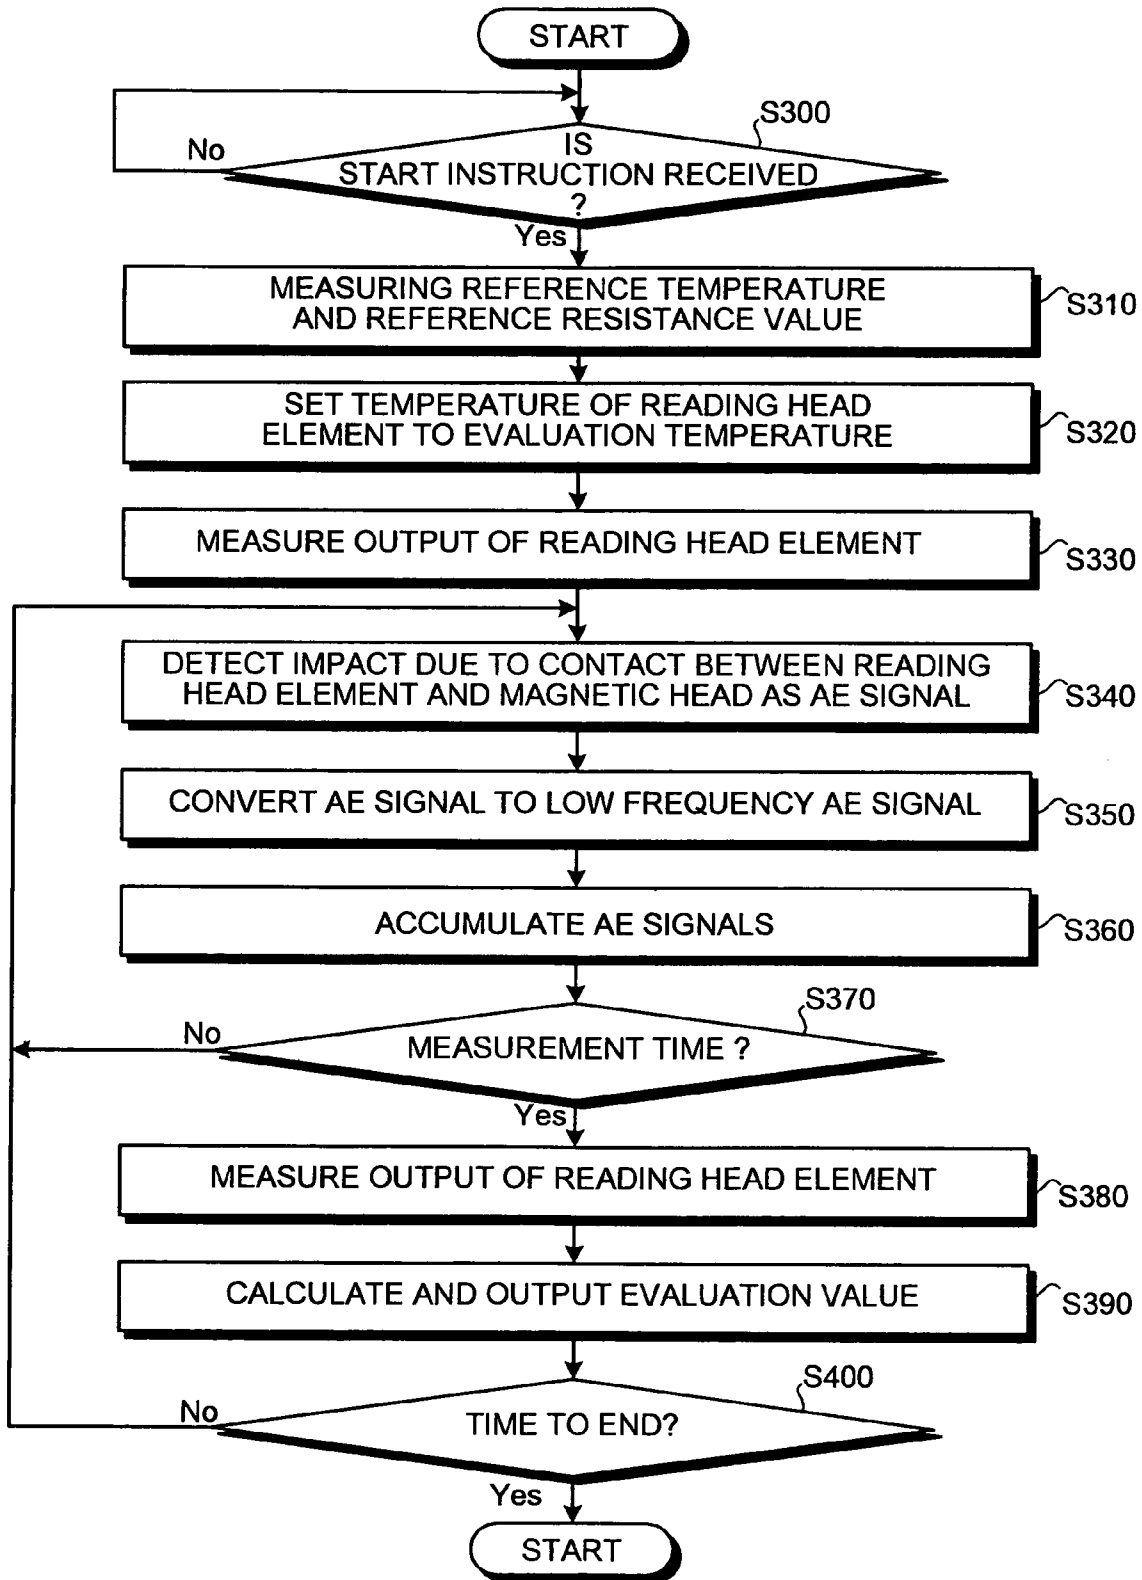 START
S300
No
IS
START INSTRUCTION RECEIVED
?
Yes
MEASURING REFERENCE TEMPERATURE
AND REFERENCE RESISTANCE VALUE
S310
SET TEMPERATURE OF READING HEAD
ELEMENT TO EVALUATION TEMPERATURE
S320
MEASURE OUTPUT OF READING HEAD ELEMENT
S330
DETECT IMPACT DUE TO CONTACT BETWEEN READING
HEAD ELEMENT AND MAGNETIC HEAD AS AE SIGNAL
S340
CONVERT AE SIGNAL TO LOW FREQUENCY AE SIGNAL
S350
ACCUMULATE AE SIGNALS
S360
S370
No
MEASUREMENT TIME ?
Yes
MEASURE OUTPUT OF READING HEAD ELEMENT
S380
CALCULATE AND OUTPUT EVALUATION VALUE
S390
S400
No
TIME TO END?
Yes
START